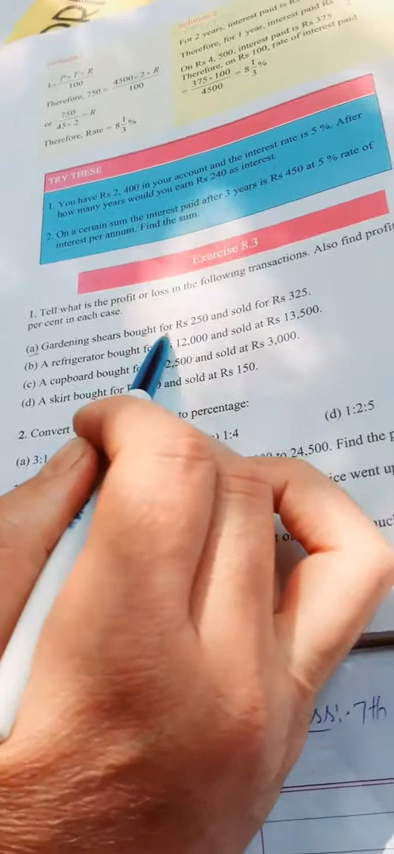 For 2 years, interest paid is Rs
Therefore, for 1 year, interest paid Rs
On Rs 4, 500, interest paid is Rs 375
Therefore, on Rs 100, rate of interest paid
= 375×100 / 4500 = 8 1/3 %
I = P×T×R / 100
Therefore, 750 = 4500×2×R / 100
or 750 / 45×2 = R
Therefore, Rate = 8 1/3 %
TRY THESE
1. You have Rs 2, 400 in your account and the interest rate is 5 %. After
how many years would you earn Rs 240 as interest.
2. On a certain sum the interest paid after 3 years is Rs 450 at 5 % rate of
interest per annum. Find the sum.
Exercise 8.3
1. Tell what is the profit or loss in the following transactions. Also find profit
per cent in each case.
(a) Gardening shears bought for Rs 250 and sold for Rs 325.
(b) A refrigerator bought 12,000 and sold at Rs 13,500.
(c) A cupboard bought 2,500 and sold at Rs 3,000.
(d) A skirt bought for and sold at Rs 150.
2. Convert to percentage:
(a) 3:1 1:4 (d) 1:2:5
24,500. Find the
went up
7th